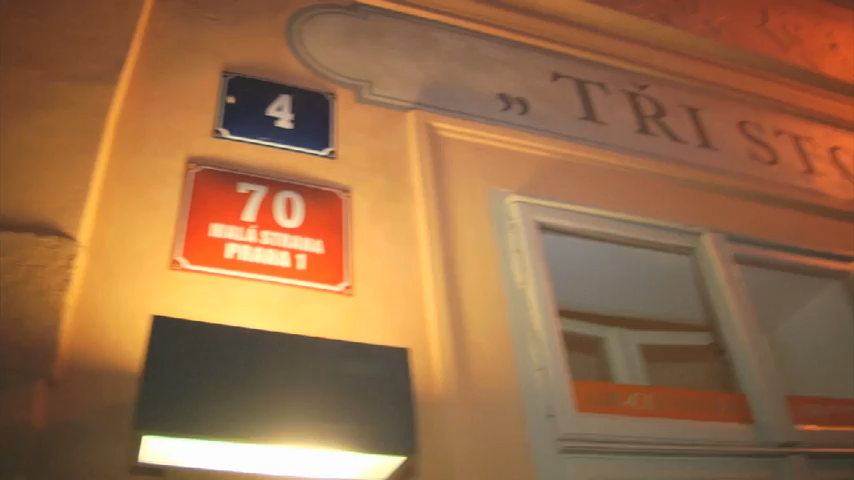 4
70
MALÁ STRANA
PRAHA 1
„TŘI STO